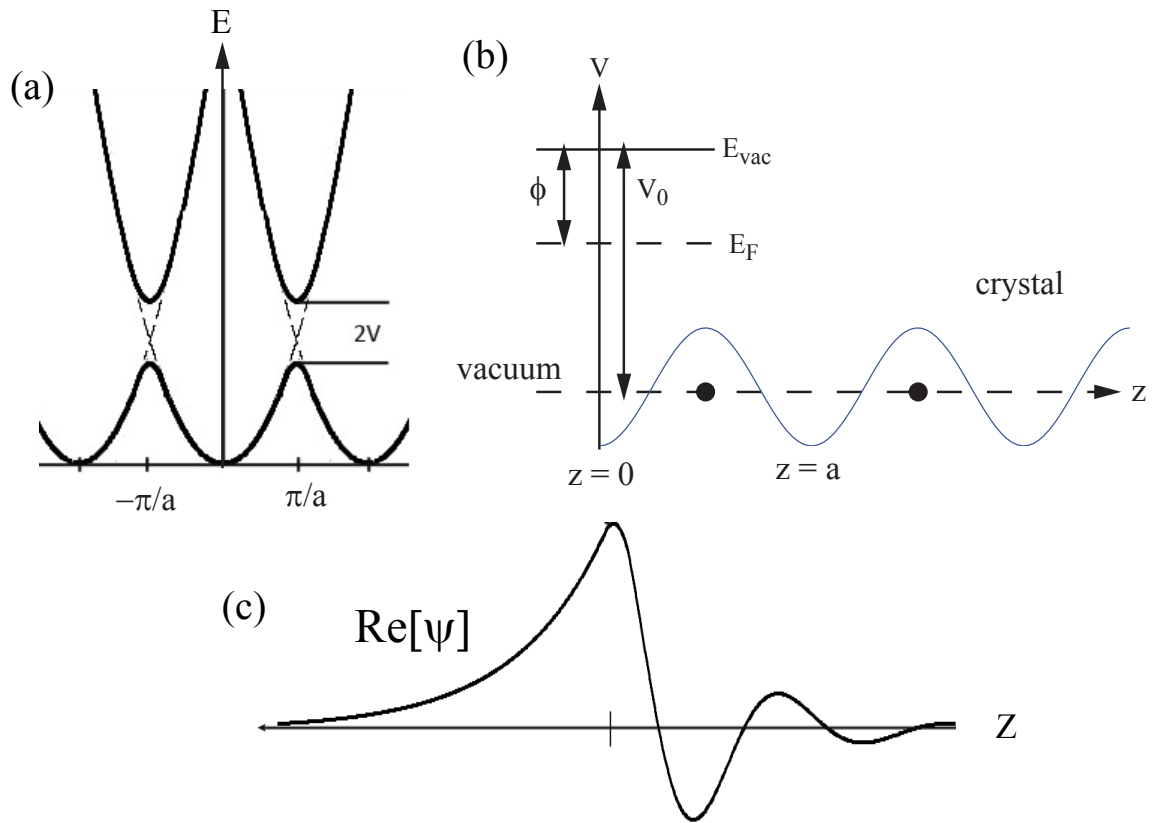 (a)
E
2V
−π/a
π/a
(b)
V
E_vac
ϕ
V_0
E_F
crystal
vacuum
z
z = 0
z = a
(c)
Re[ψ]
Z